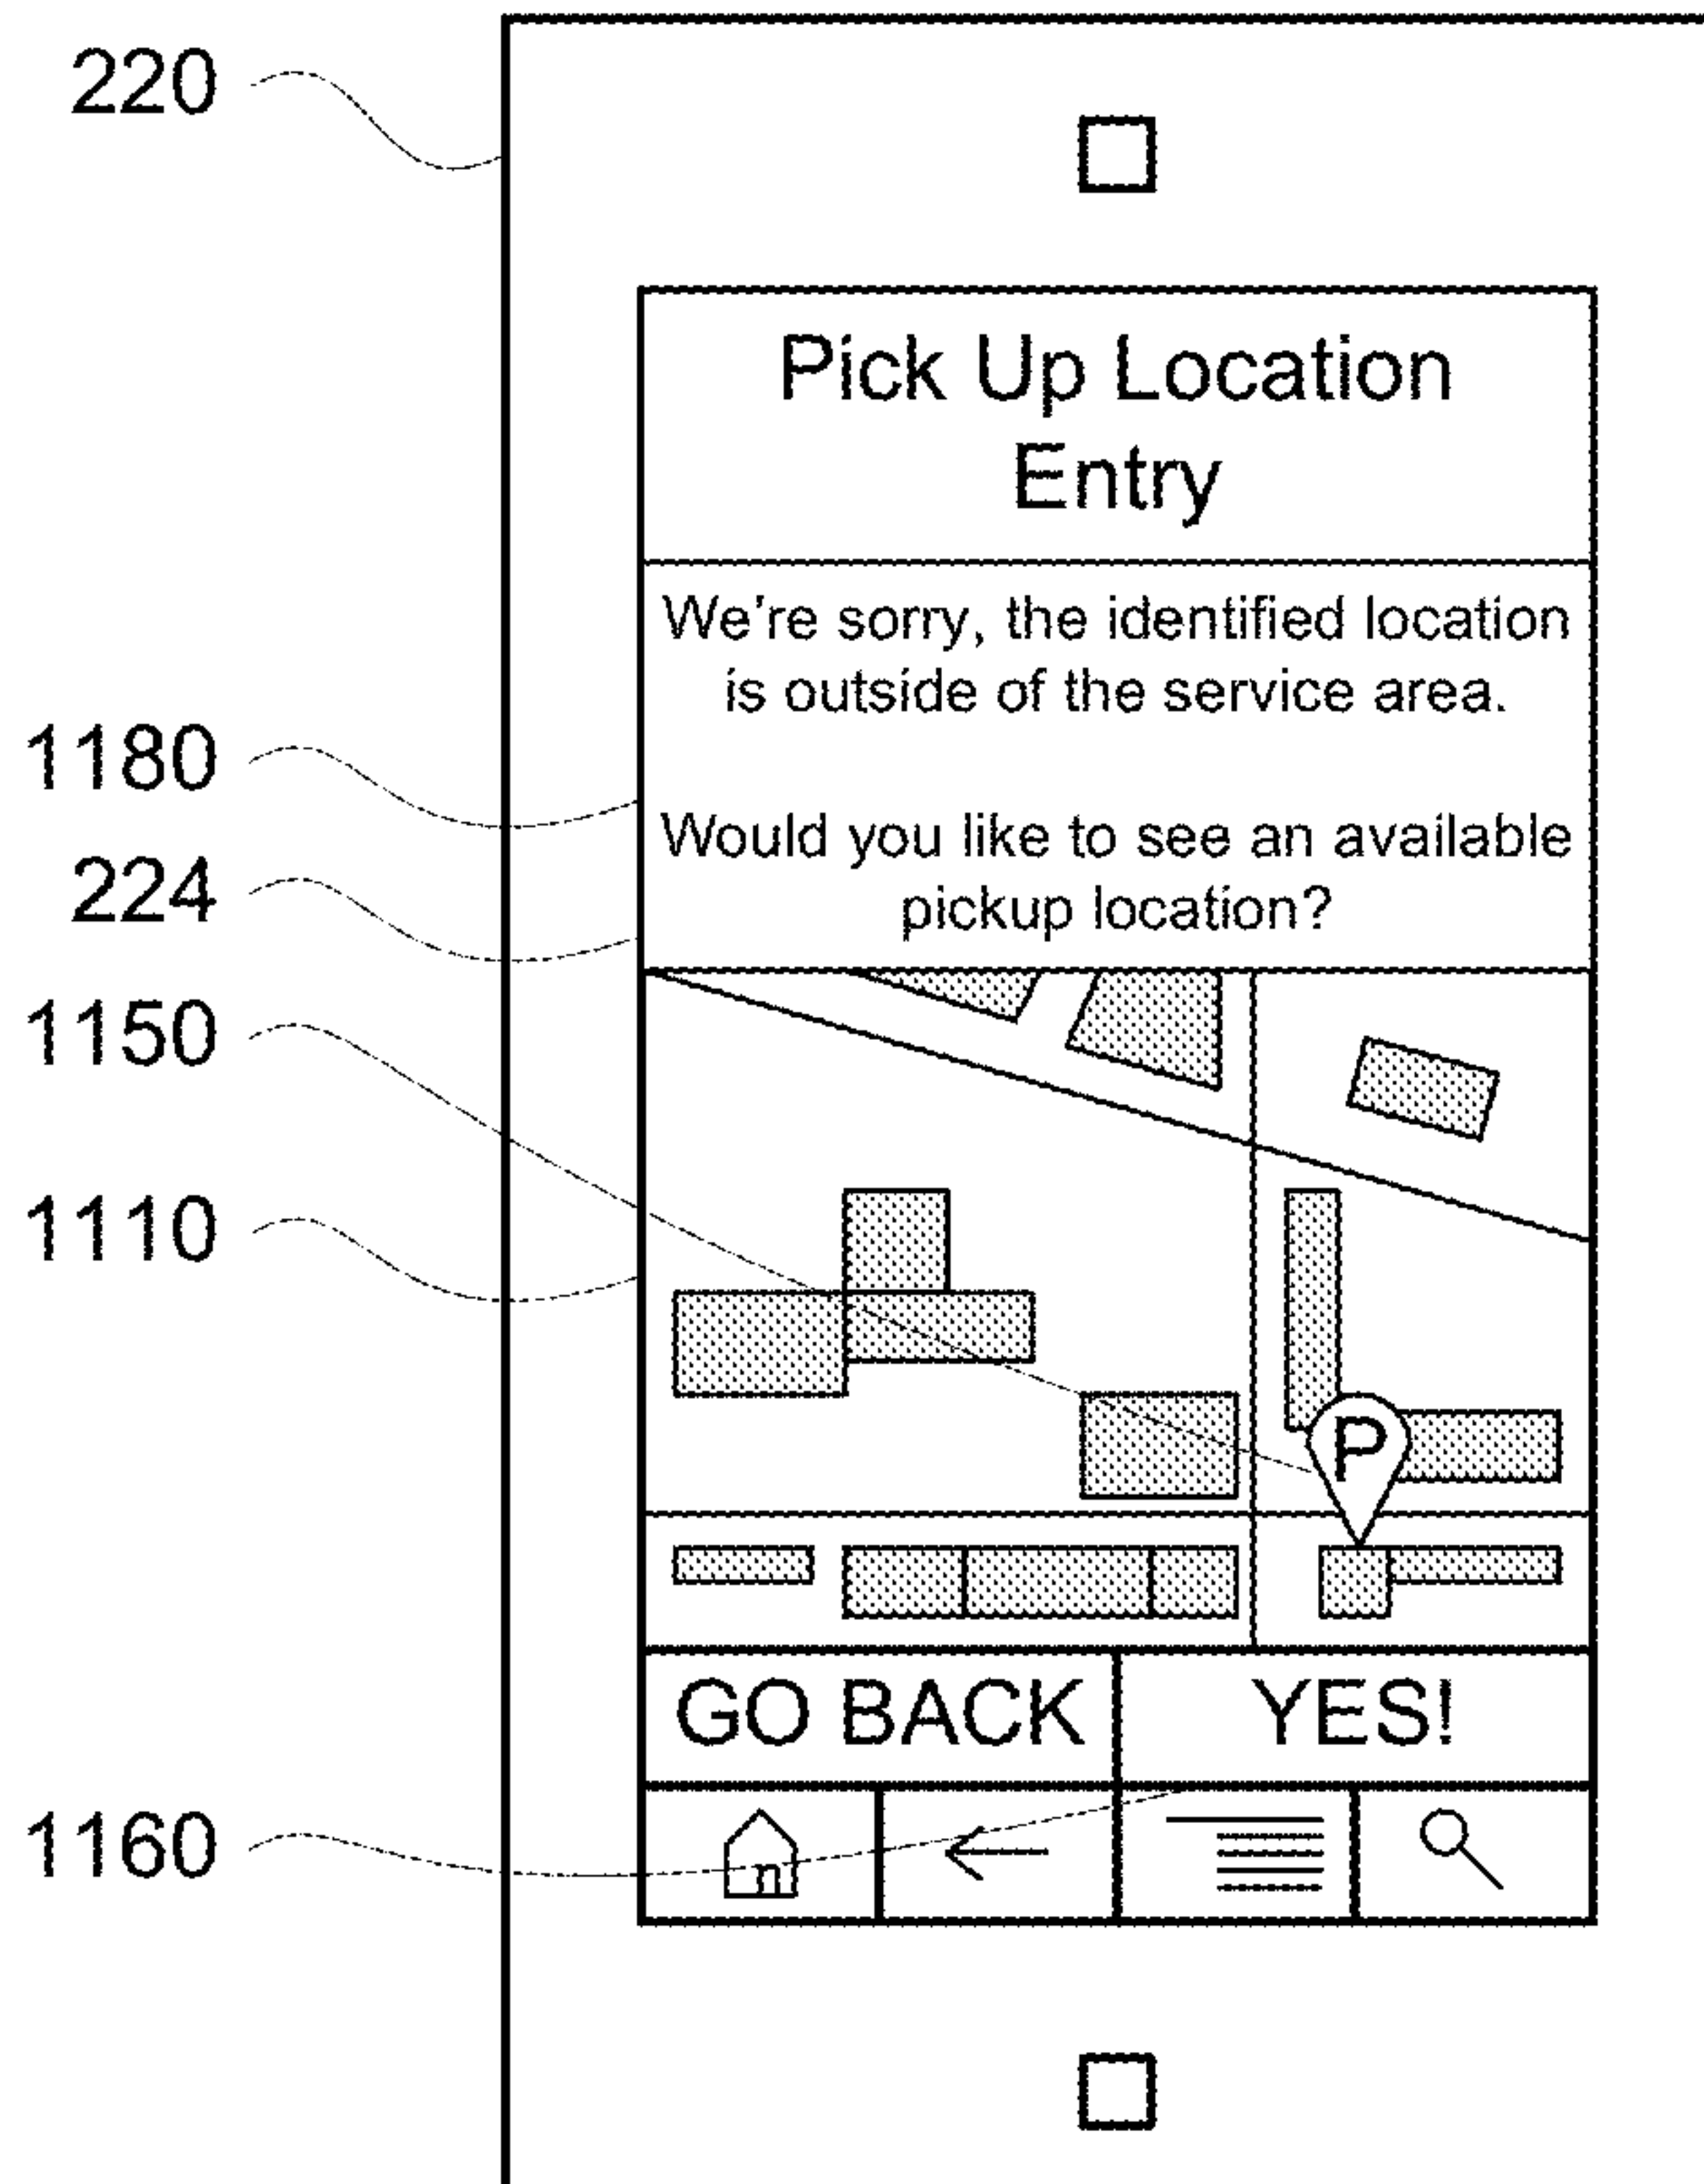 220
Pick Up Location
Entry
We're sorry, the identified location
is outside of the service area.
1180
Would you like to see an available
224
pickup location?
1150
1110
P
GO BACK YES!
1160